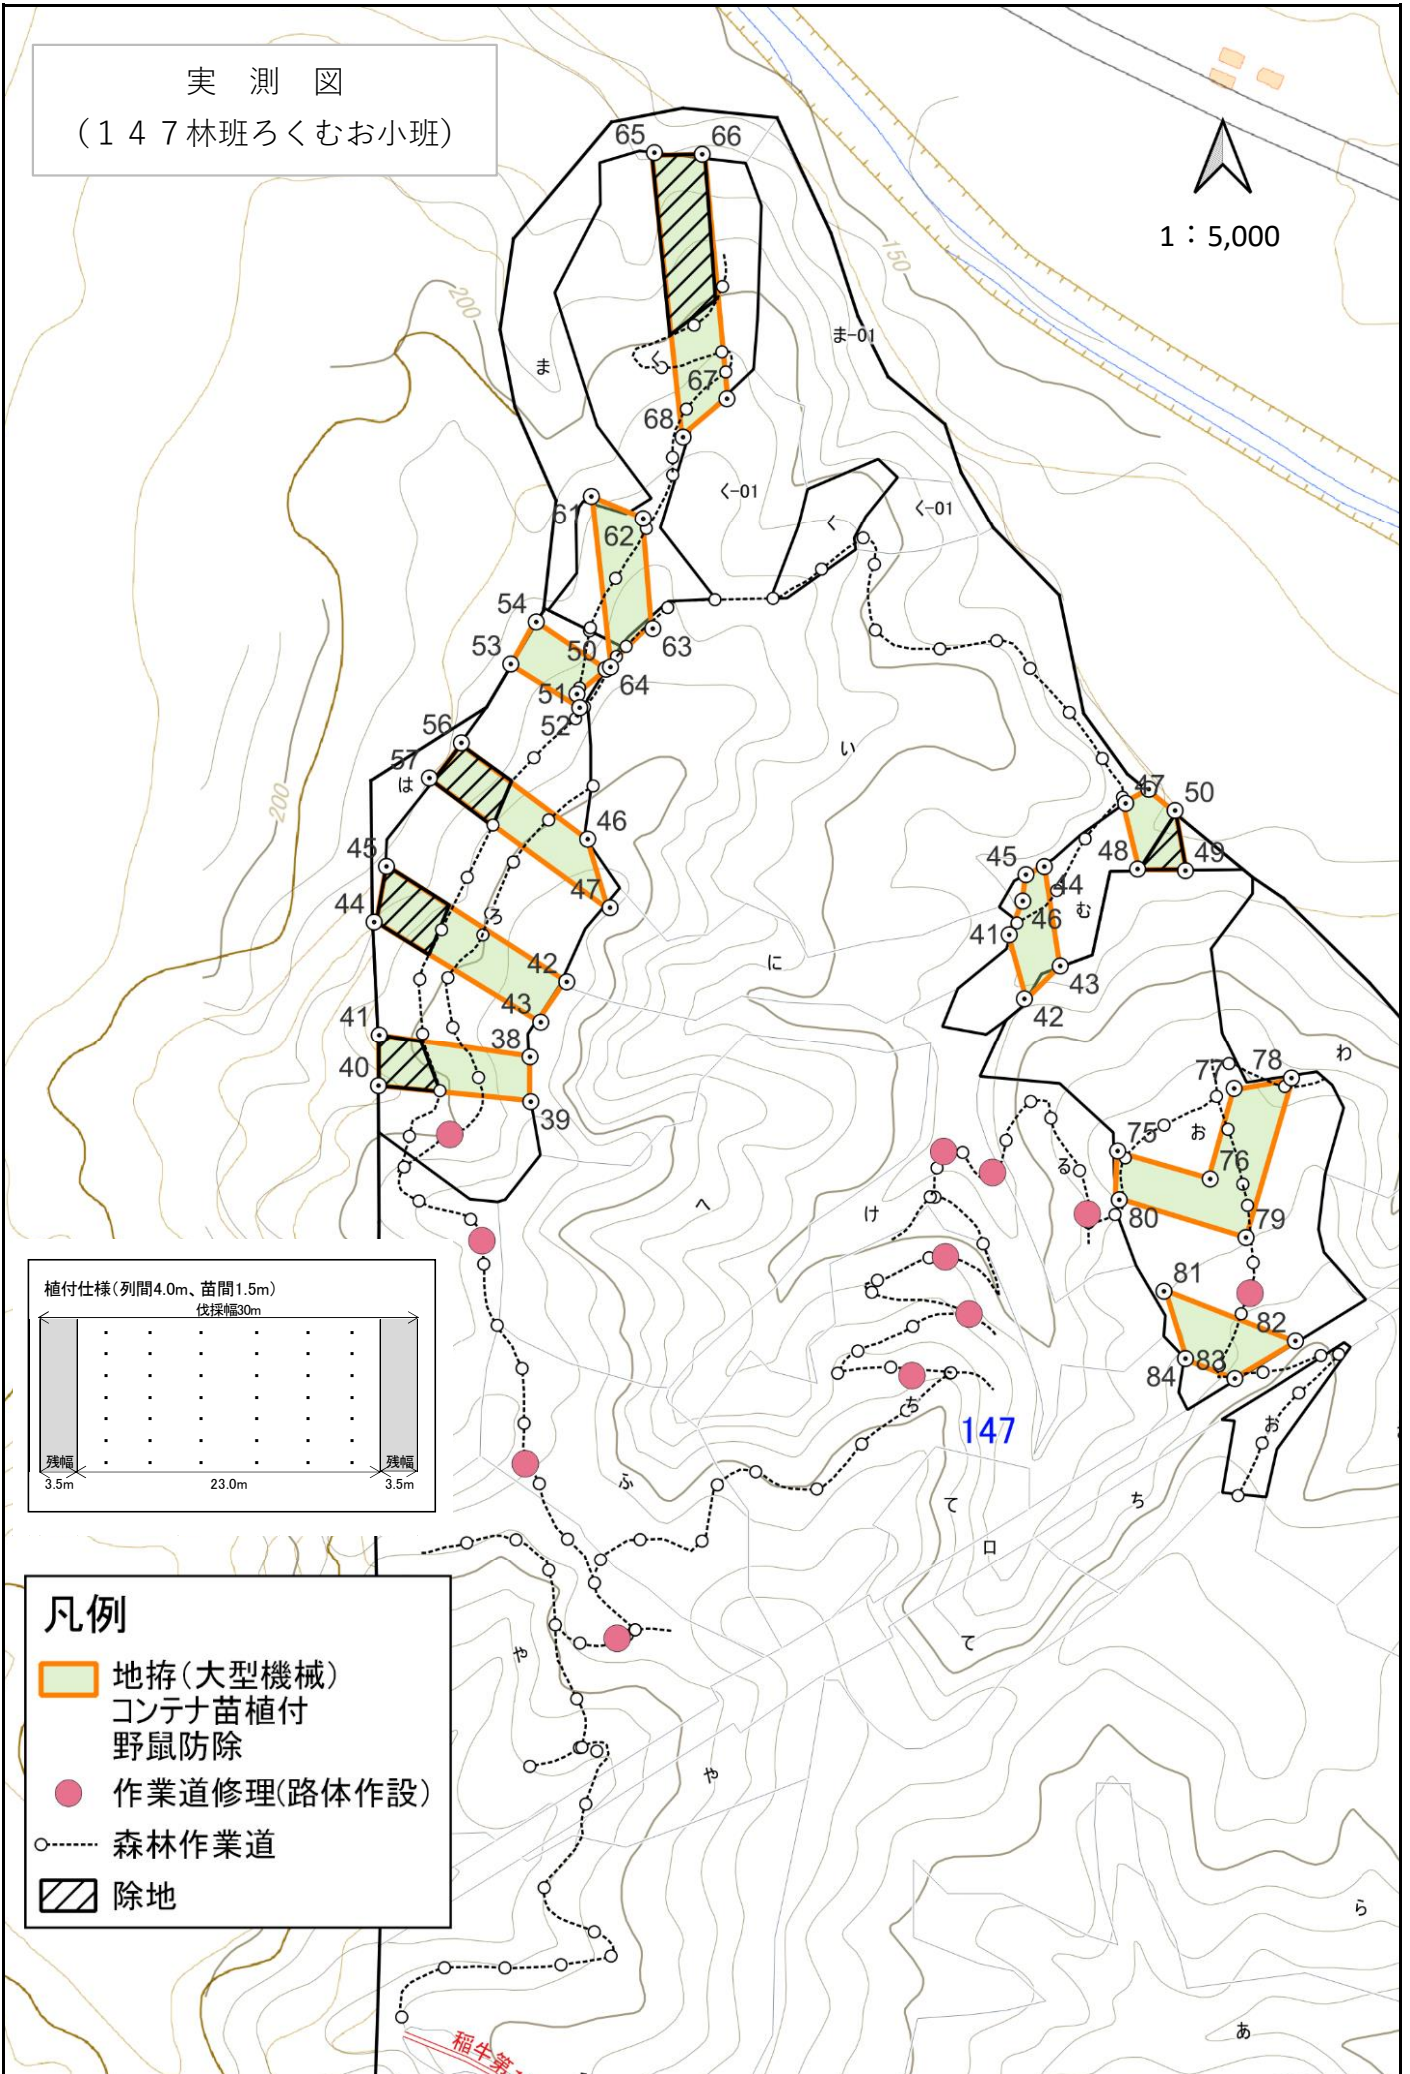 実 測 図
（１４７林班ろくむお小班）
1：5,000
65
66
150
200
ま
ま-01
く
67
68
く-01
く
く-01
61
62
54
53
50
63
64
51
52
56
57
は
い
200
46
45
47
44
ろ
47
50
48
49
45
44
46
む
41
に
42
43
43
42
41
38
40
39
わ
77
78
75
お
76
る
80
79
へ
け
81
82
83
84
植付仕様（列間4.0m、苗間1.5m）
伐採幅30m
残幅
残幅
3.5m
23.0m
3.5m
ち
147
お
ふ
て
ち
ロ
て
や
や
凡例
地拵（大型機械）
コンテナ苗植付
野鼠防除
作業道修理(路体作設)
森林作業道
除地
ら
あ
稲牛第